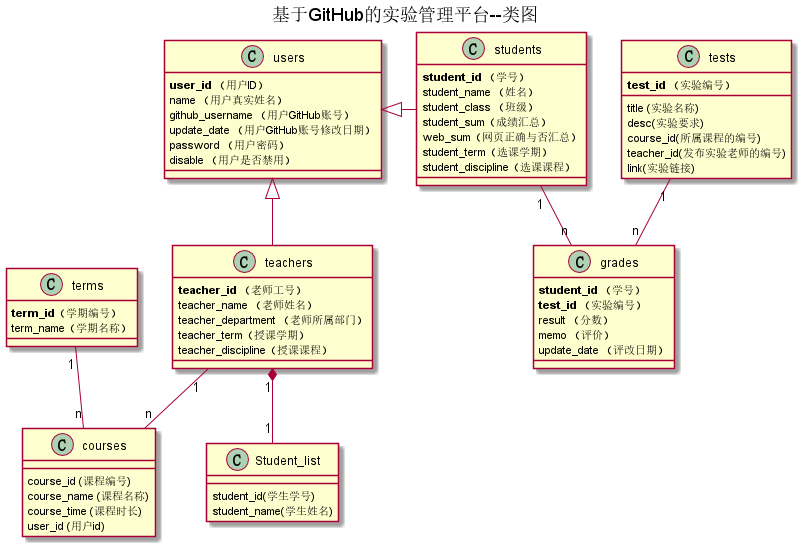 基于GitHub的实验管理平台--类图
C users
user_id （用户ID）
name （用户真实姓名）
github_username （用户GitHub账号）
update_date （用户GitHub账号修改日期）
password （用户密码）
disable （用户是否禁用）
C students
student_id （学号）
student_name （姓名）
student_class （班级）
student_sum（成绩汇总）
web_sum（网页正确与否汇总）
student_term（选课学期）
student_discipline（选课课程）
C tests
test_id （实验编号）
title (实验名称)
desc(实验要求)
course_id(所属课程的编号)
teacher_id(发布实验老师的编号)
link(实验链接)
1
n
1
n
C teachers
teacher_id （老师工号）
teacher_name （老师姓名）
teacher_department （老师所属部门）
teacher_term（授课学期）
teacher_discipline（授课课程）
C grades
student_id （学号）
test_id （实验编号）
result （分数）
memo （评价）
update_date （评改日期）
C terms
term_id（学期编号）
term_name（学期名称）
1
n
1
n
1
1
C courses
course_id (课程编号)
course_name (课程名称)
course_time (课程时长)
user_id (用户id)
C Student_list
student_id(学生学号)
student_name(学生姓名)